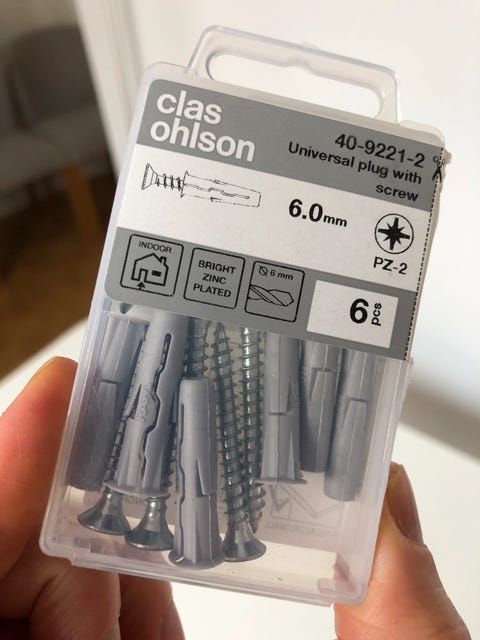 clas
ohlson
40-9221-2
Universal plug with
screw
6.0mm
PZ-2
INDOOR
BRIGHT
ZINC
PLATED
Ø 6 mm
6 pcs